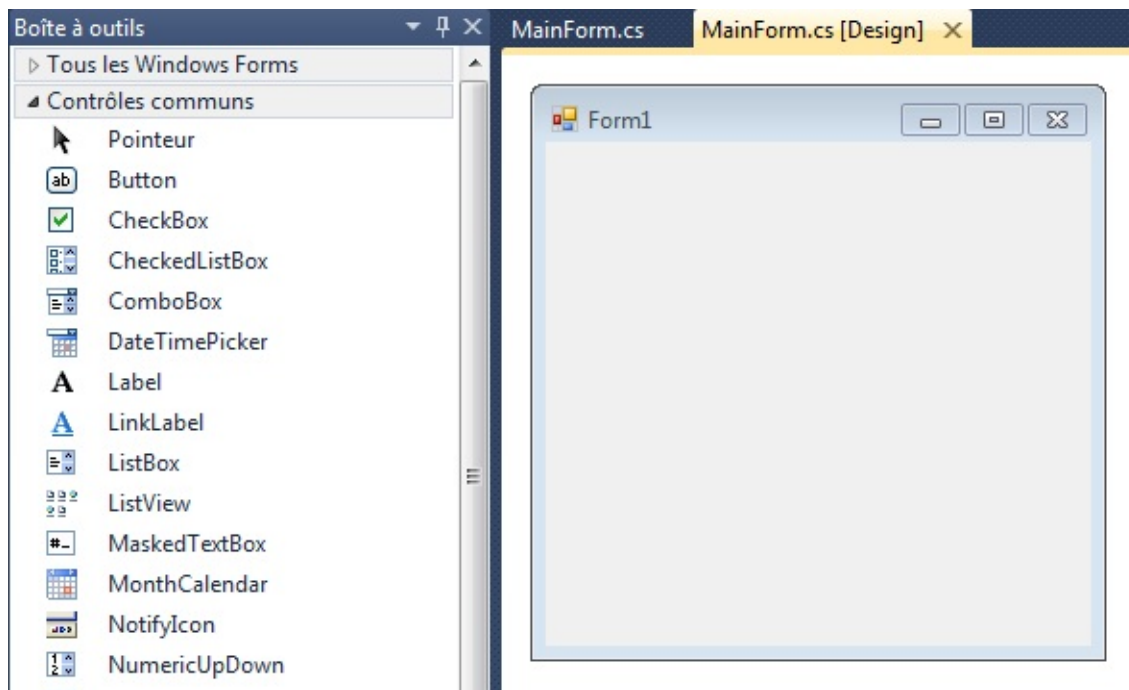 Boîte à outils
Tous les Windows Forms
Contrôles communs
Pointeur
ab Button
CheckBox
CheckedListBox
ComboBox
DateTimePicker
A Label
A LinkLabel
ListBox
ListView
#_ MaskedTextBox
MonthCalendar
NotifyIcon
NumericUpDown
MainForm.cs
MainForm.cs [Design]
Form1